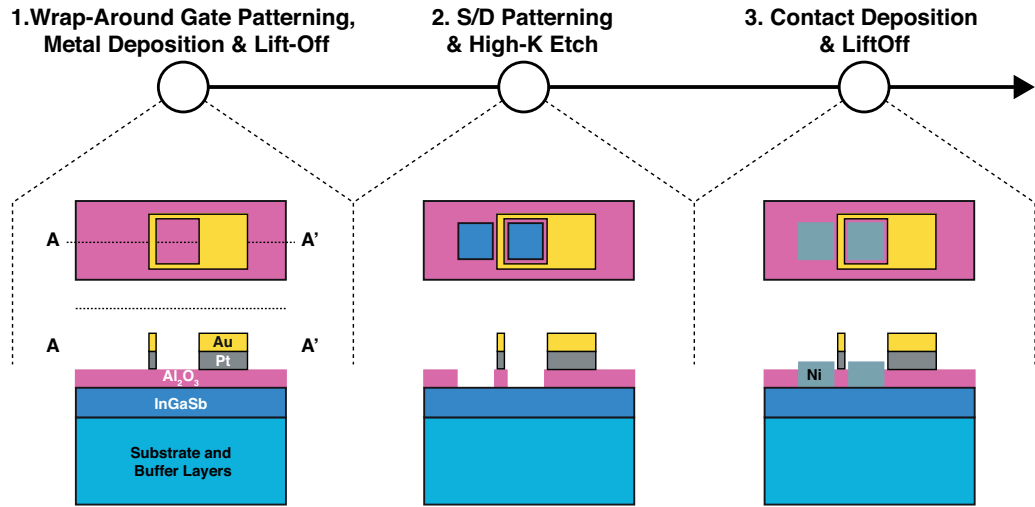 1.Wrap-Around Gate Patterning,
Metal Deposition & Lift-Off
2. S/D Patterning
& High-K Etch
3. Contact Deposition
& LiftOff
A
A'
A
A'
Au
Pt
Al₂O₃
InGaSb
Substrate and
Buffer Layers
Ni